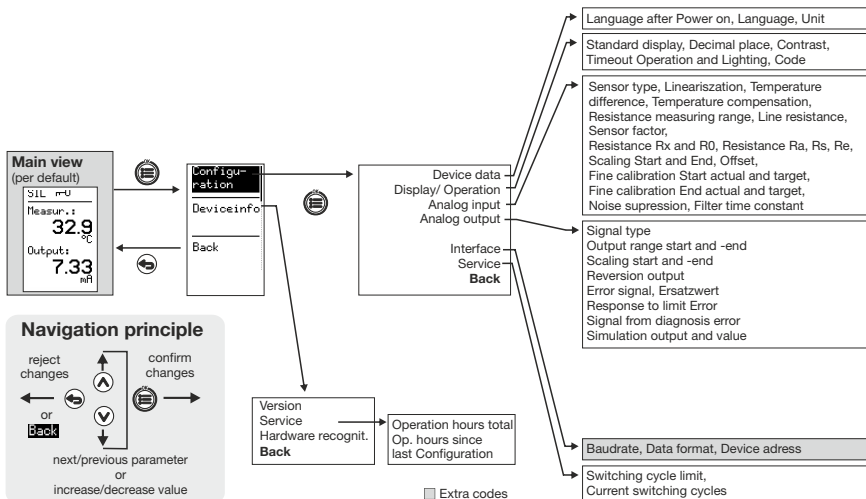 Language after Power on, Language, Unit
Standard display, Decimal place, Contrast,
Timeout Operation and Lighting, Code
Sensor type, Lineariszation, Temperature
difference, Temperature compensation,
Resistance measuring range, Line resistance,
Sensor factor,
Resistance Rx and R0, Resistance Ra, Rs, Re,
Scaling Start and End, Offset,
Fine calibration Start actual and target,
Fine calibration End actual and target,
Noise supression, Filter time constant
Main view
(per default)
SIL
Measur.:
32.9
°C
Output:
7.33
mA
OK
Configu-
ration
Deviceinfo
Back
OK
Device data
Display/ Operation
Analog input
Analog output
Interface
Service
Back
Signal type
Output range start and -end
Scaling start and -end
Reversion output
Error signal, Ersatzwert
Response to limit Error
Signal from diagnosis error
Simulation output and value
Navigation principle
reject
changes
or
Back
OK
confirm
changes
next/previous parameter
or
increase/decrease value
Version
Service
Hardware recognit.
Back
Operation hours total
Op. hours since
last Configuration
Baudrate, Data format, Device adress
Switching cycle limit,
Current switching cycles
Extra codes